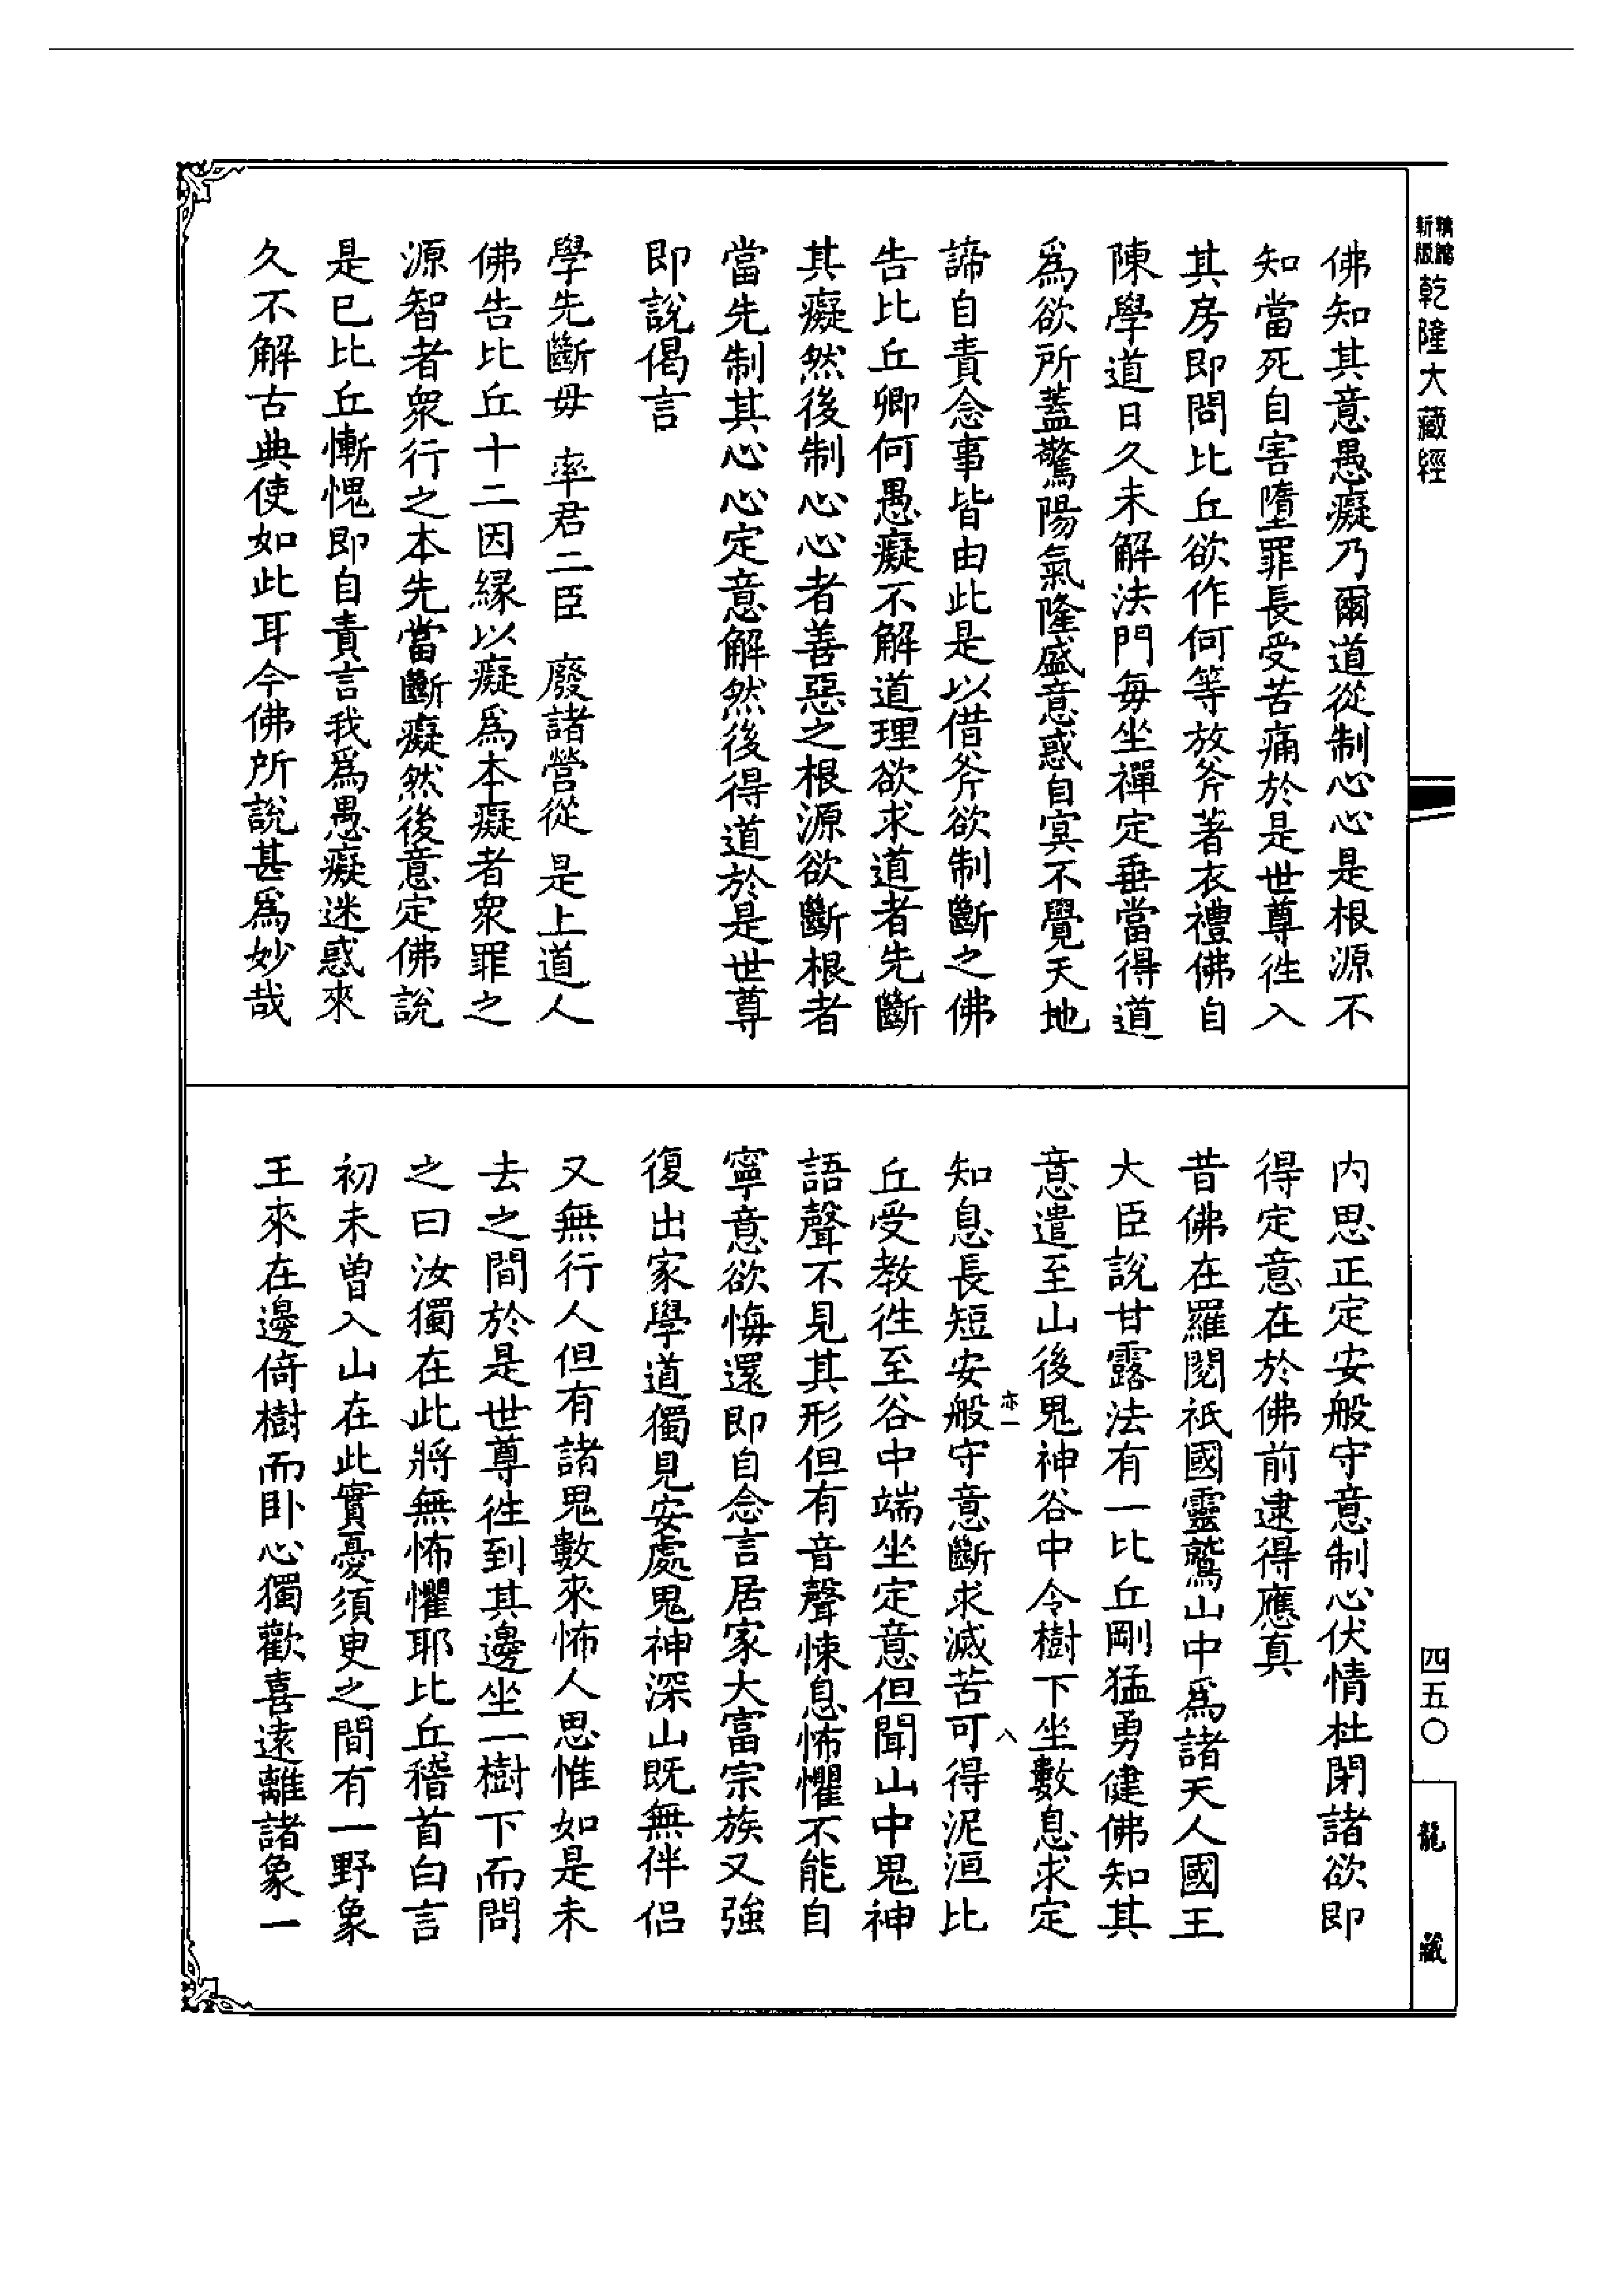 新版
精編
乾隆大藏經
佛知其意愚癡乃爾道從制心心是根源不
知當死自害墮罪長受苦痛於是世尊徃入
其房即問比丘欲作何等放斧著衣禮佛自
陳學道日久未解法門每坐禪定垂當得道
爲欲所蓋驚陽氣隆盛意惑自冥不覺天地
諦自責念事皆由此是以借斧欲制斷之佛
告比丘卿何愚癡不解道理欲求道者先斷
其癡然後制心心者善惡之根源欲斷根者
當先制其心心定意解然後得道於是世尊
即說偈言
學先斷毋 率君二臣 廢諸營從 是上道人
佛告比丘十二因緣以癡爲本癡者衆罪之
源智者衆行之本先當斷癡然後意定佛說
是已比丘慚愧即自責言我爲愚癡迷惑來
久不解古典使如此耳今佛所說甚爲妙哉
內思正定安般守意制心伏情杜閉諸欲即
得定意在於佛前逮得應真
昔佛在羅閱祇國靈鷲山中爲諸天人國王
大臣說甘露法有一比丘剛猛勇健佛知其
意遣至山後鬼神谷中令樹下坐數息求定
亦一
八
知息長短安般守意斷求滅苦可得泥洹比
丘受教徃至谷中端坐定意但聞山中鬼神
語聲不見其形但有音聲悚息怖懼不能自
寧意欲悔還即自念言居家大富宗族又強
復出家學道獨見安處鬼神深山既無伴侶
又無行人但有諸鬼數來怖人思惟如是未
去之間於是世尊徃到其邊坐一樹下而問
之曰汝獨在此將無怖懼耶比丘稽首白言
初未曾入山在此實憂須臾之間有一野象
王來在邊倚樹而臥心獨歡喜遠離諸象一
四五〇
龍藏